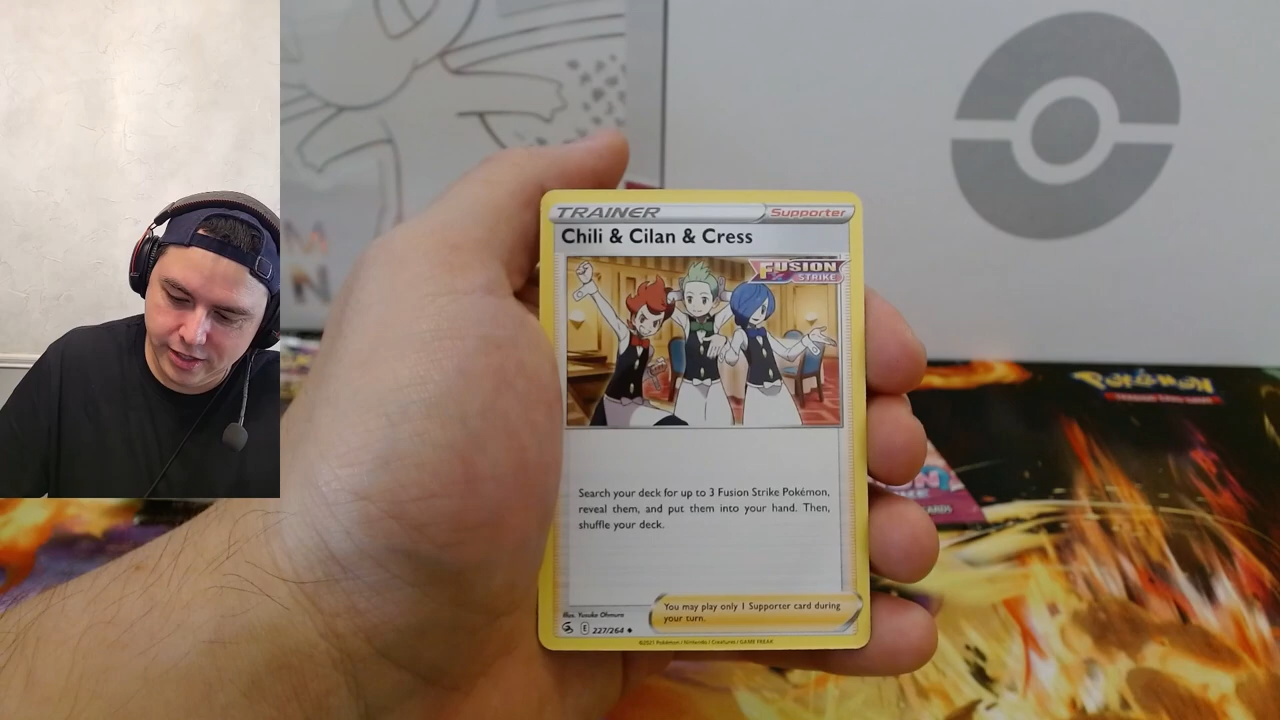 TRAINER Supporter
Chili & Cilan & Cress
FUSION
STRIKE
Search your deck for up to 3 Fusion Strike Pokémon,
reveal them, and put them into your hand. Then,
shuffle your deck.
You may play only 1 Supporter card during
your turn.
Illus. Yusuke Ohmura
E 227/264
©2021 Pokémon / Nintendo / Creatures / GAME FREAK
POKÉMON
CARDS